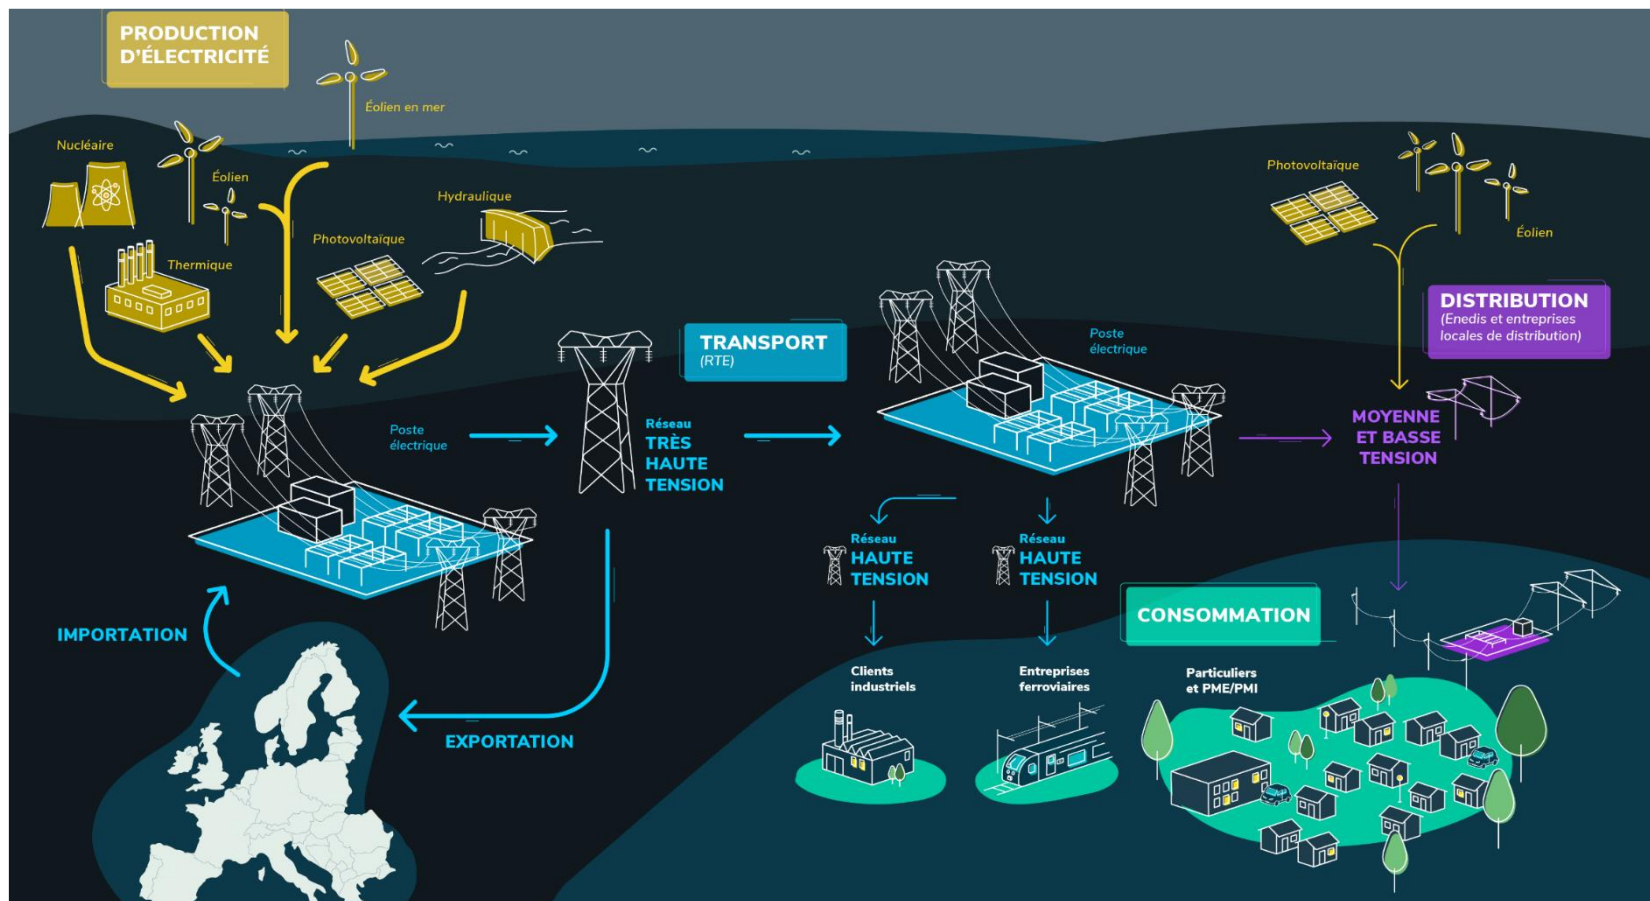 PRODUCTION
D'ÉLECTRICITÉ
Éolien en mer
Nucléaire
Éolien
Hydraulique
Photovoltaïque
Thermique
Photovoltaïque
Éolien
DISTRIBUTION
(Enedis et entreprises
locales de distribution)
TRANSPORT
(RTE)
Poste
électrique
Poste
électrique
Réseau
TRÈS
HAUTE
TENSION
MOYENNE
ET BASSE
TENSION
Réseau
HAUTE
TENSION
Réseau
HAUTE
TENSION
CONSOMMATION
IMPORTATION
EXPORTATION
Clients
industriels
Entreprises
ferroviaires
Particuliers
et PME/PMI